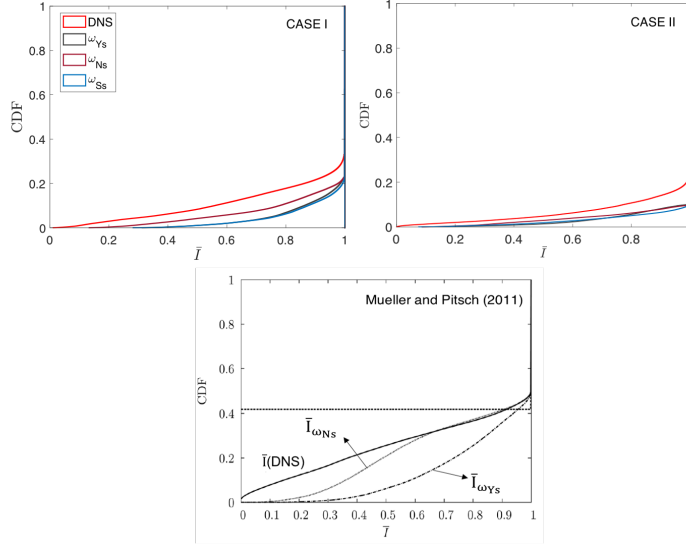 CASE I
DNS
ω_Ys
ω_Ns
ω_Ss
CDF
1
0.8
0.6
0.4
0.2
0
0 0.2 0.4 0.6 0.8 1
Ī
CASE II
CDF
1
0.8
0.6
0.4
0.2
0
0 0.2 0.4 0.6 0.8
Ī
Mueller and Pitsch (2011)
CDF
1
0.8
0.6
0.4
0.2
0
Ī_ωNs
Ī(DNS)
Ī_ωYs
0 0.1 0.2 0.3 0.4 0.5 0.6 0.7 0.8 0.9 1
Ī